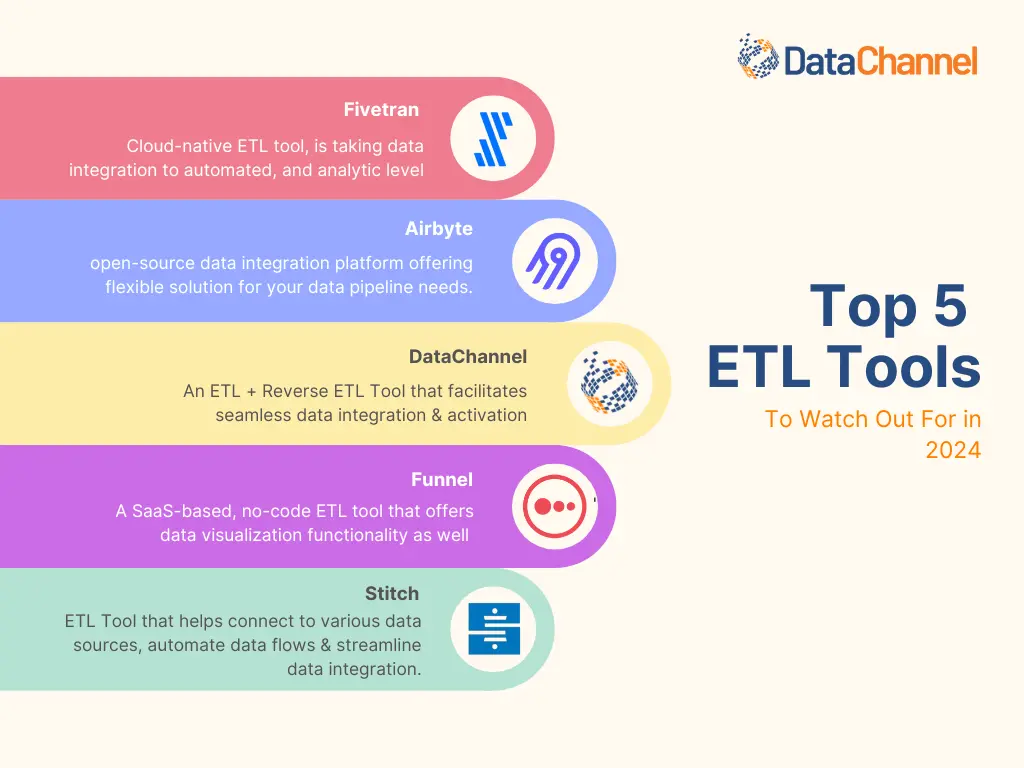 DataChannel
Fivetran
Cloud-native ETL tool, is taking data
integration to automated, and analytic level
Airbyte
open-source data integration platform offering
flexible solution for your data pipeline needs.
DataChannel
An ETL + Reverse ETL Tool that facilitates
seamless data integration & activation
Funnel
A SaaS-based, no-code ETL tool that offers
data visualization functionality as well
Stitch
ETL Tool that helps connect to various data
sources, automate data flows & streamline
data integration.
Top 5
ETL Tools
To Watch Out For in
2024